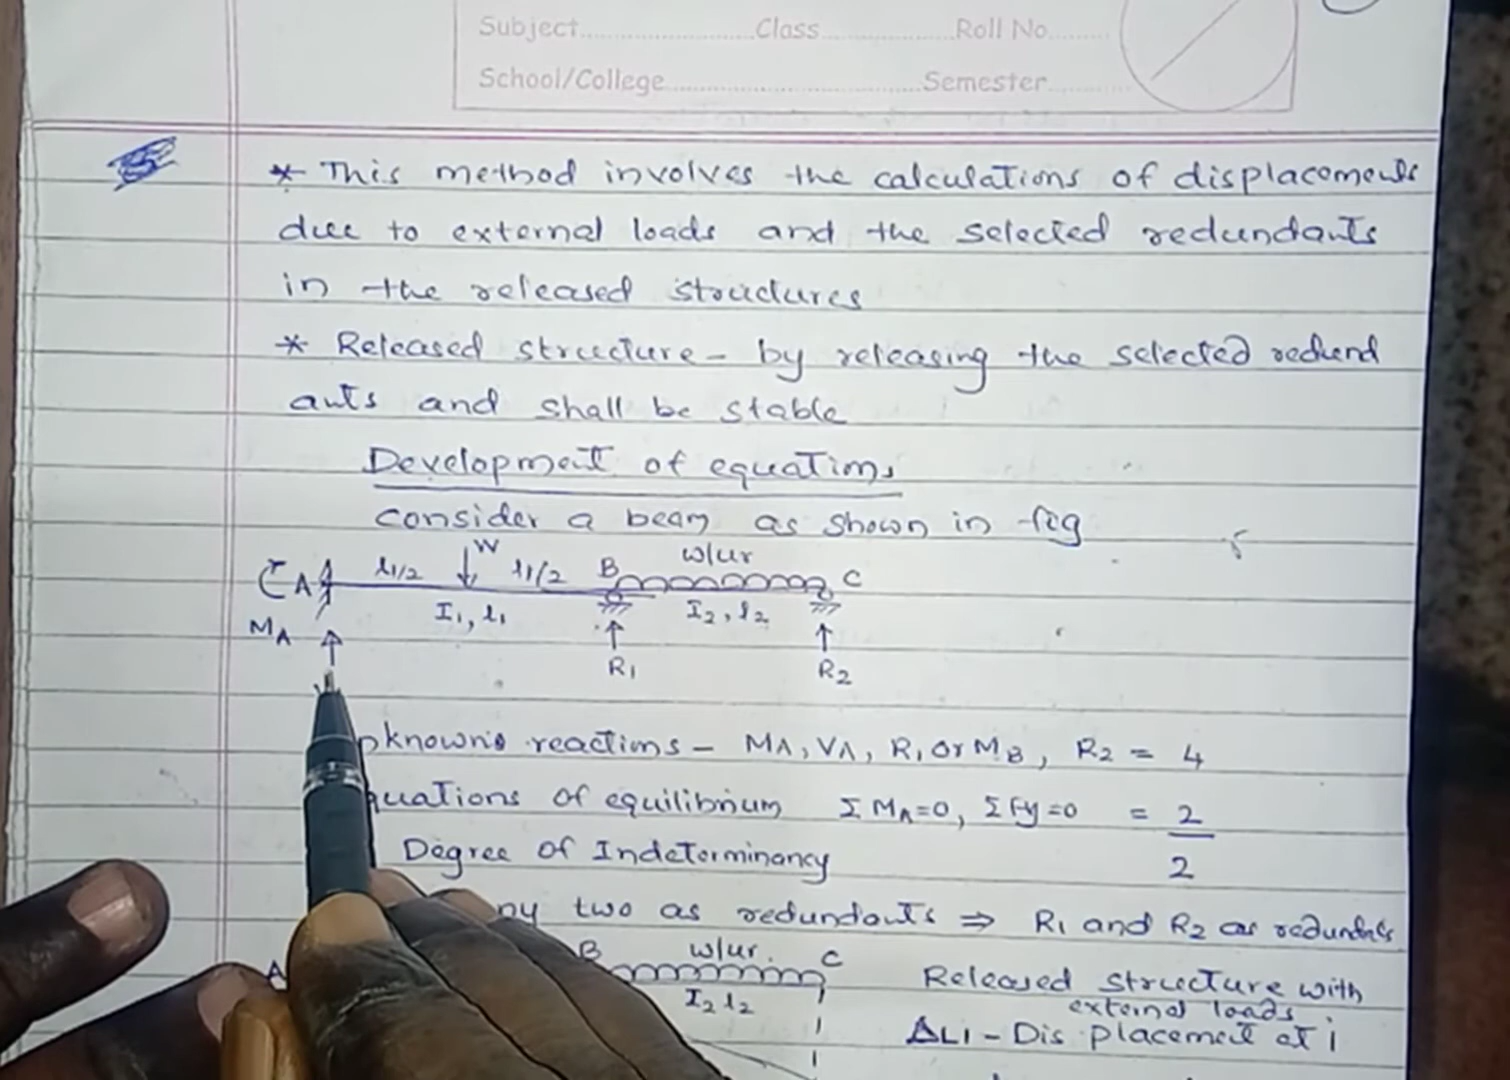 Subject...................Class...................Roll No.........
School/College...................Semester.........
* This method involves the calculations of displacements
due to external loads and the selected redundants
in the released structures
* Released structure - by releasing the selected redund
ants and shall be stable
Development of equations
Consider a beam as shown in fig
A l1/2 W l1/2 B w/ur C
MA I1, l1 I2, l2
R1 R2
knowns reactions - MA, VA, R1 or MB, R2 = 4
quations of equilibrium ΣMA=0, ΣFy=0 = 2
Degree of Indeterminancy 2
ny two as redundants ⇒ R1 and R2 as redundnts
A B w/ur. C Released structure with
I2 l2 external loads
ΔL1 - Displacement at 1